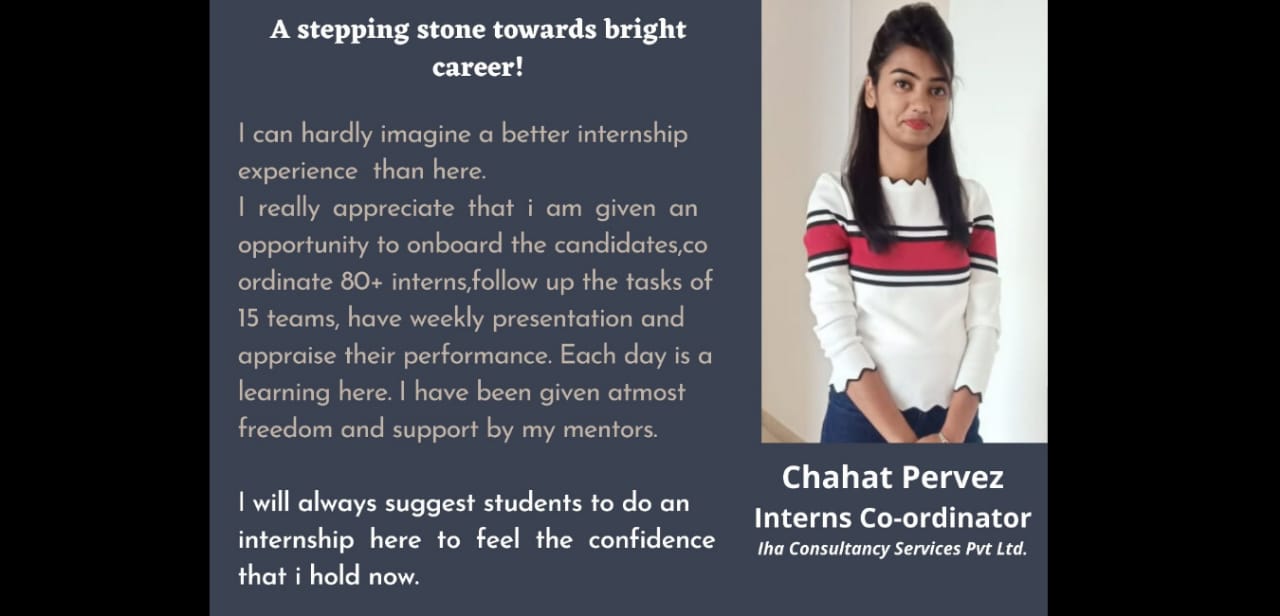 A stepping stone towards bright
career!
I can hardly imagine a better internship
experience than here.
I really appreciate that i am given an
opportunity to onboard the candidates,co
ordinate 80+ interns,follow up the tasks of
15 teams, have weekly presentation and
appraise their performance. Each day is a
learning here. I have been given atmost
freedom and support by my mentors.
I will always suggest students to do an
internship here to feel the confidence
that i hold now.
Chahat Pervez
Interns Co-ordinator
Iha Consultancy Services Pvt Ltd.